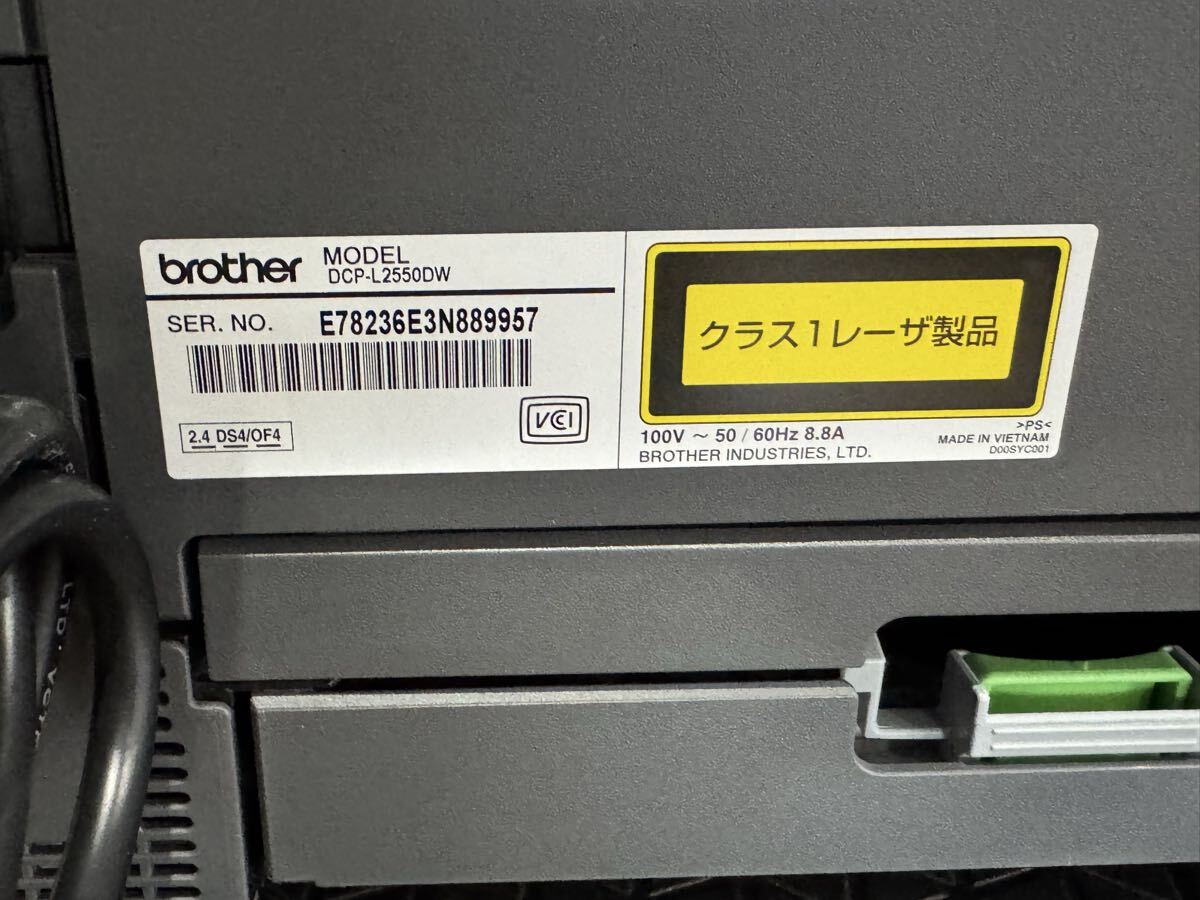 brother MODEL
DCP-L2550DW
SER. NO. E78236E3N889957
2.4 DS4/OF4
VCI
クラス1レーザ製品
100V ～ 50 / 60Hz 8.8A
BROTHER INDUSTRIES, LTD.
>PS<
MADE IN VIETNAM
D00SYC001
LTD